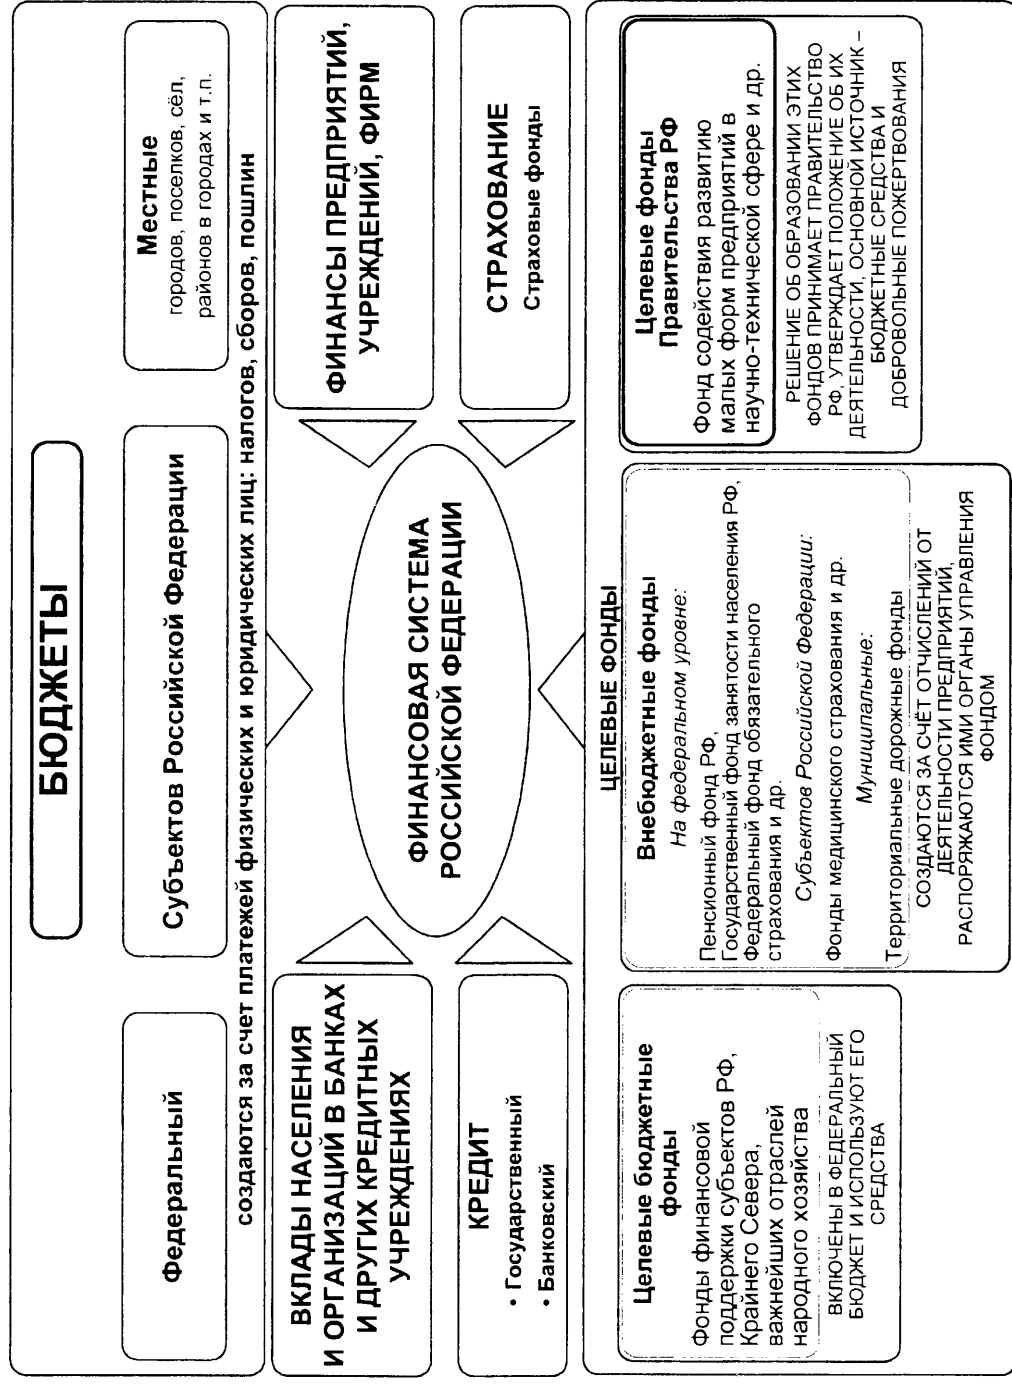 БЮДЖЕТЫ
Федеральный
Субъектов Российской Федерации
Местные
городов, поселков, сёл,
районов в городах и т.п.
создаются за счет платежей физических и юридических лиц: налогов, сборов, пошлин
ВКЛАДЫ НАСЕЛЕНИЯ
И ОРГАНИЗАЦИЙ В БАНКАХ
И ДРУГИХ КРЕДИТНЫХ
УЧРЕЖДЕНИЯХ
ФИНАНСЫ ПРЕДПРИЯТИЙ,
УЧРЕЖДЕНИЙ, ФИРМ
ФИНАНСОВАЯ СИСТЕМА
РОССИЙСКОЙ ФЕДЕРАЦИИ
КРЕДИТ
• Государственный
• Банковский
СТРАХОВАНИЕ
Страховые фонды
ЦЕЛЕВЫЕ ФОНДЫ
Целевые бюджетные
фонды
Фонды финансовой
поддержки субъектов РФ,
Крайнего Севера,
важнейших отраслей
народного хозяйства
ВКЛЮЧЕНЫ В ФЕДЕРАЛЬНЫЙ
БЮДЖЕТ И ИСПОЛЬЗУЮТ ЕГО
СРЕДСТВА
Внебюджетные фонды
На федеральном уровне:
Пенсионный фонд РФ,
Государственный фонд занятости населения РФ,
Федеральный фонд обязательного
страхования и др.
Субъектов Российской Федерации:
Фонды медицинского страхования и др.
Муниципальные:
Территориальные дорожные фонды
СОЗДАЮТСЯ ЗА СЧЁТ ОТЧИСЛЕНИЙ ОТ
ДЕЯТЕЛЬНОСТИ ПРЕДПРИЯТИЙ,
РАСПОРЯЖАЮТСЯ ИМИ ОРГАНЫ УПРАВЛЕНИЯ
ФОНДОМ
Целевые фонды
Правительства РФ
Фонд содействия развитию
малых форм предприятий в
научно-технической сфере и др.
РЕШЕНИЕ ОБ ОБРАЗОВАНИИ ЭТИХ
ФОНДОВ ПРИНИМАЕТ ПРАВИТЕЛЬСТВО
РФ, УТВЕРЖДАЕТ ПОЛОЖЕНИЕ ОБ ИХ
ДЕЯТЕЛЬНОСТИ, ОСНОВНОЙ ИСТОЧНИК –
БЮДЖЕТНЫЕ СРЕДСТВА И
ДОБРОВОЛЬНЫЕ ПОЖЕРТВОВАНИЯ